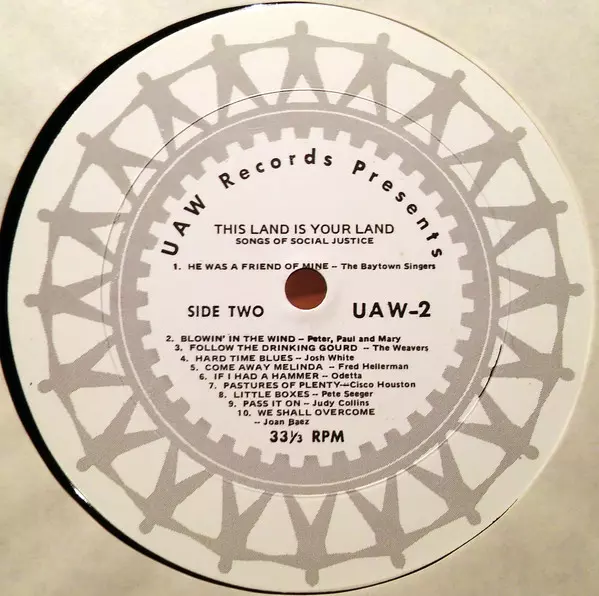 UAW Records Presents
THIS LAND IS YOUR LAND
SONGS OF SOCIAL JUSTICE
1. HE WAS A FRIEND OF MINE -- The Baytown Singers
SIDE TWO UAW-2
2. BLOWIN' IN THE WIND -- Peter, Paul and Mary
3. FOLLOW THE DRINKING GOURD -- The Weavers
4. HARD TIME BLUES -- Josh White
5. COME AWAY MELINDA -- Fred Hellerman
6. IF I HAD A HAMMER -- Odetta
7. PASTURES OF PLENTY--Cisco Houston
8. LITTLE BOXES -- Pete Seeger
9. PASS IT ON -- Judy Collins
10. WE SHALL OVERCOME
-- Joan Baez
33⅓ RPM